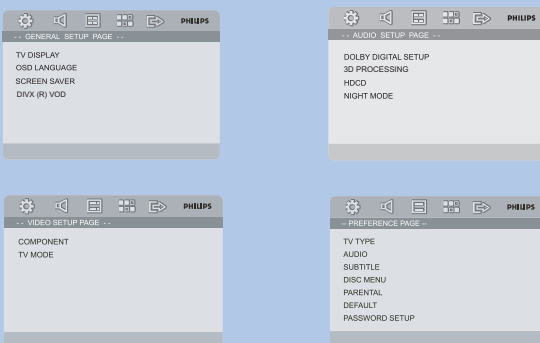 PHILIPS
- - GENERAL SETUP PAGE - -
TV DISPLAY
OSD LANGUAGE
SCREEN SAVER
DIVX (R) VOD
PHILIPS
- - AUDIO SETUP PAGE - -
DOLBY DIGITAL SETUP
3D PROCESSING
HDCD
NIGHT MODE
PHILIPS
- - VIDEO SETUP PAGE - -
COMPONENT
TV MODE
PHILIPS
-- PREFERENCE PAGE --
TV TYPE
AUDIO
SUBTITLE
DISC MENU
PARENTAL
DEFAULT
PASSWORD SETUP